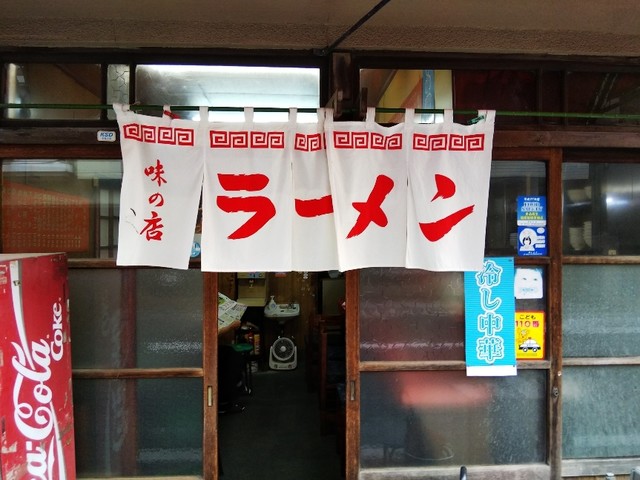 味の店
ラーメン
冷し中華
こども
110番
Coca-Cola
Coke
KSD